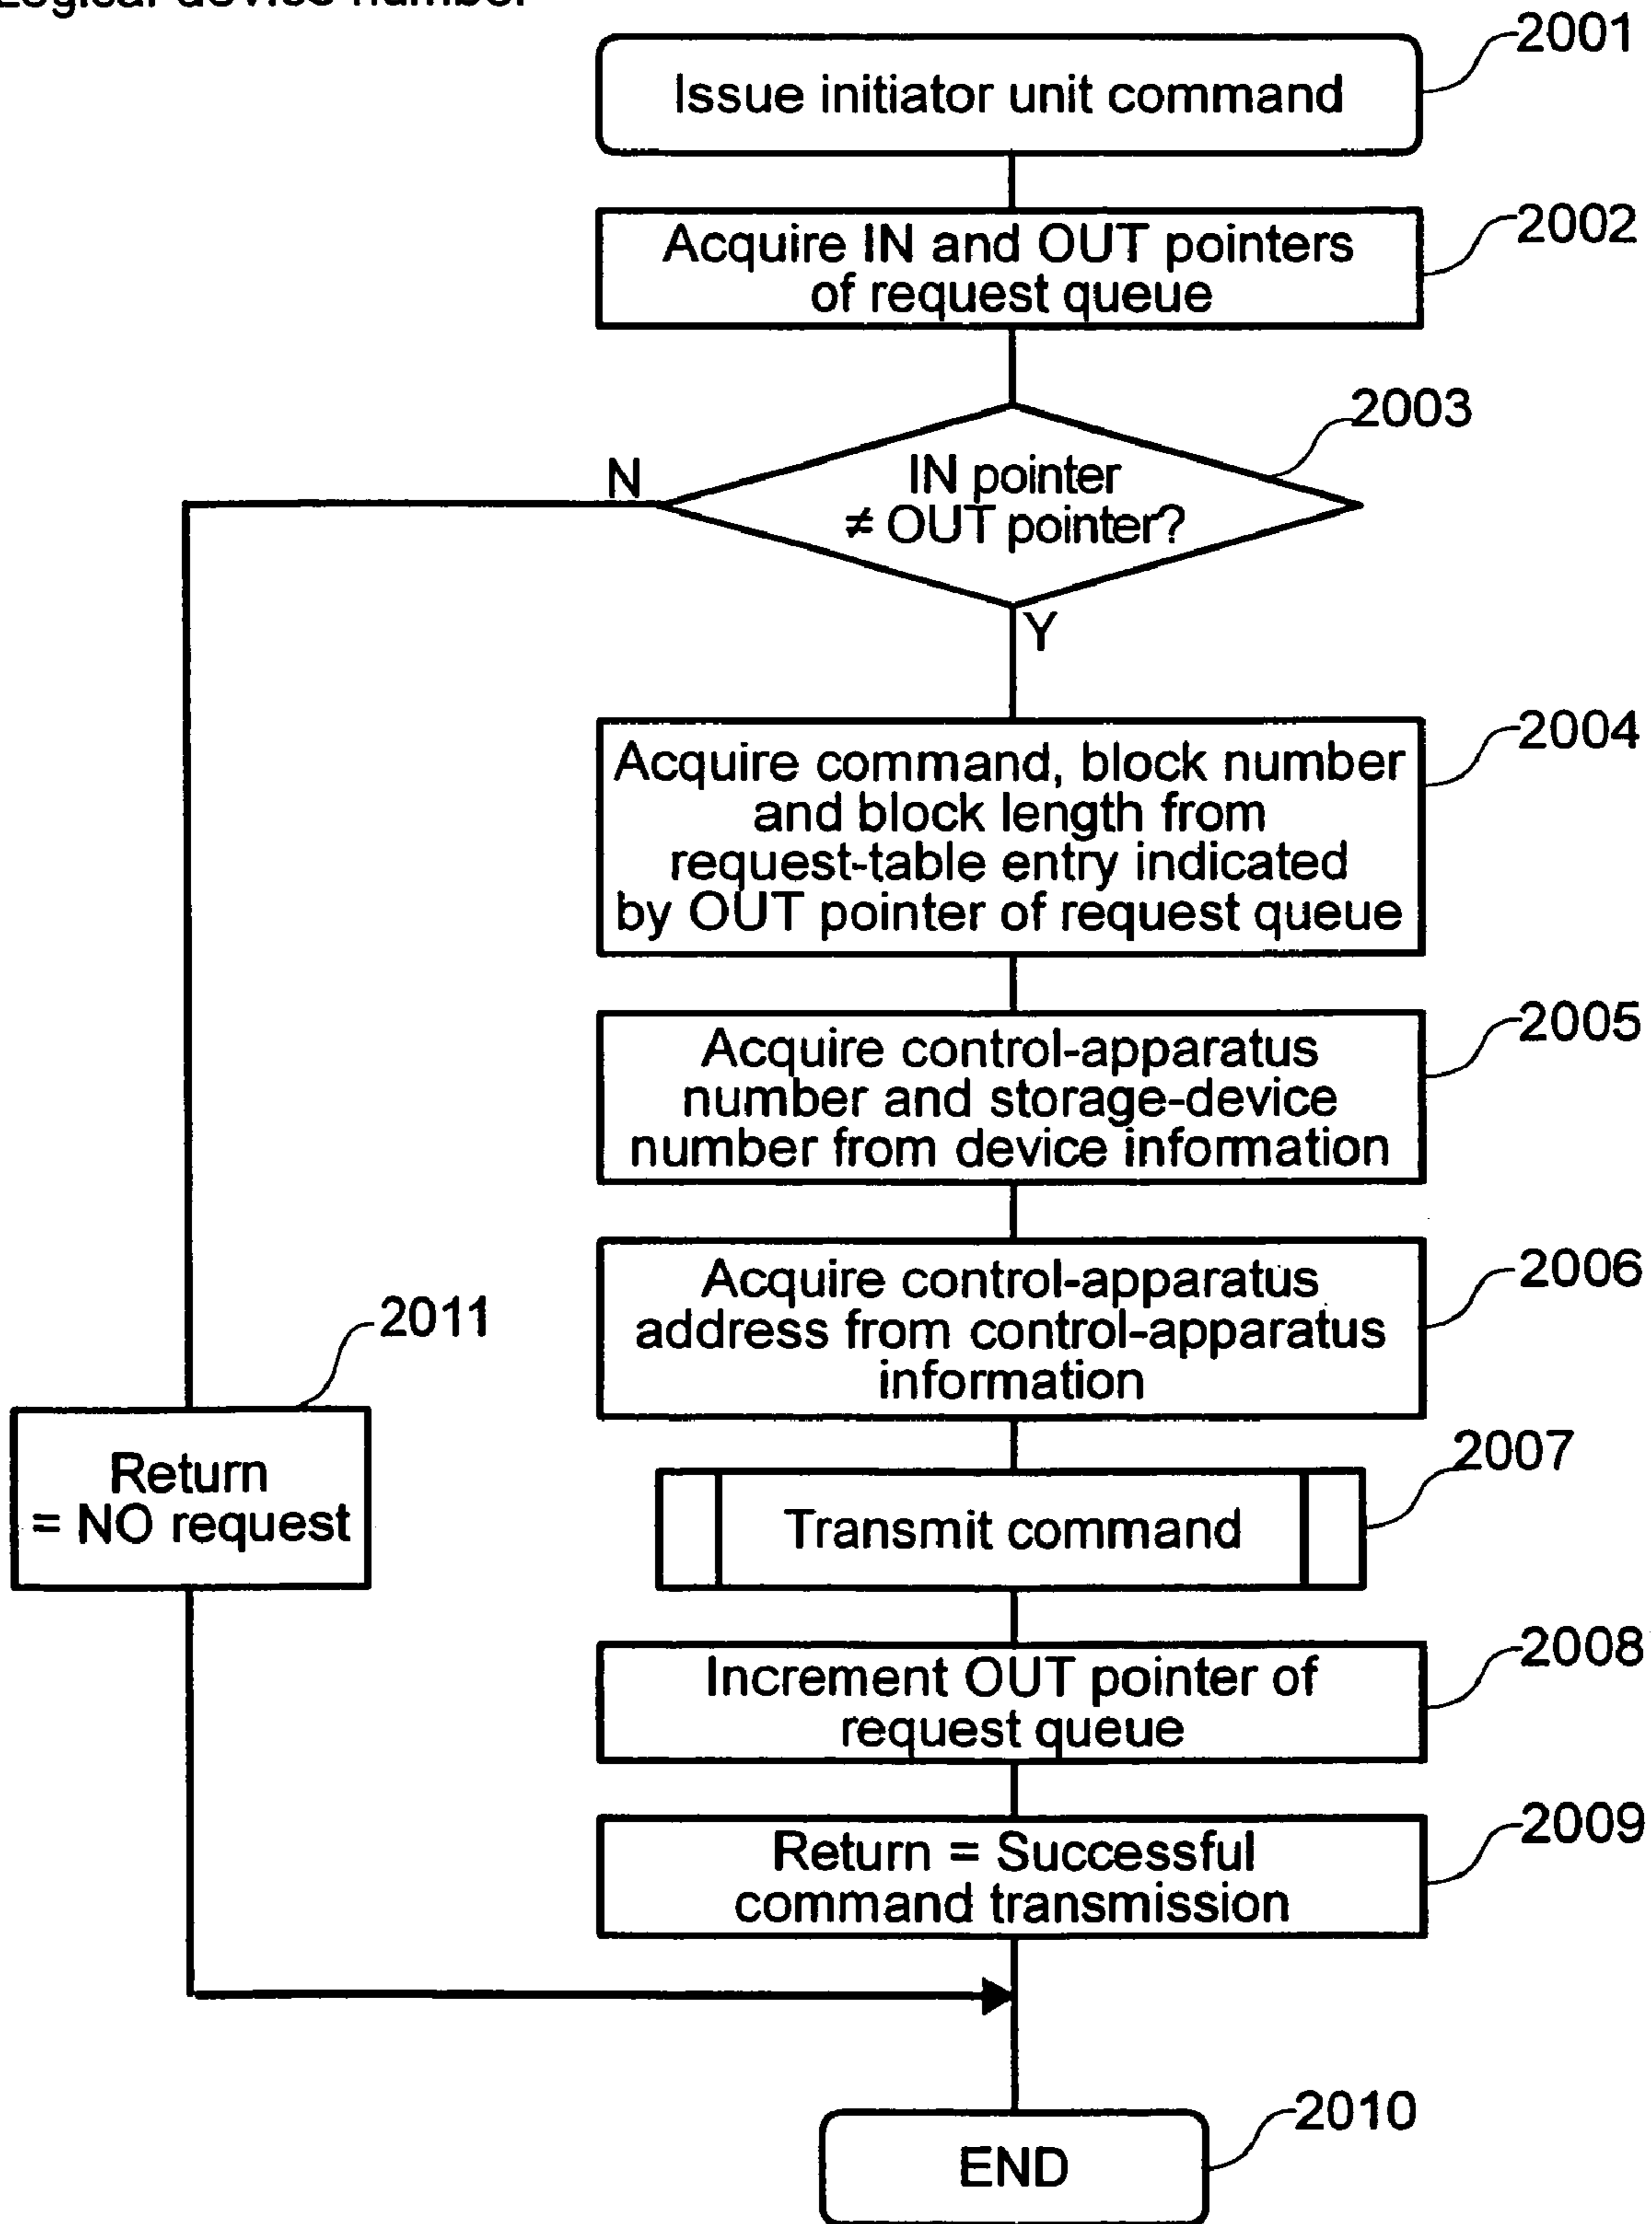 Logical device number
2001
Issue initiator unit command
2002
Acquire IN and OUT pointers
of request queue
2003
N
IN pointer
≠ OUT pointer?
Y
2004
Acquire command, block number
and block length from
request-table entry indicated
by OUT pointer of request queue
2005
Acquire control-apparatus
number and storage-device
number from device information
2006
Acquire control-apparatus
address from control-apparatus
information
2011
Return
= NO request
2007
Transmit command
2008
Increment OUT pointer of
request queue
2009
Return = Successful
command transmission
2010
END